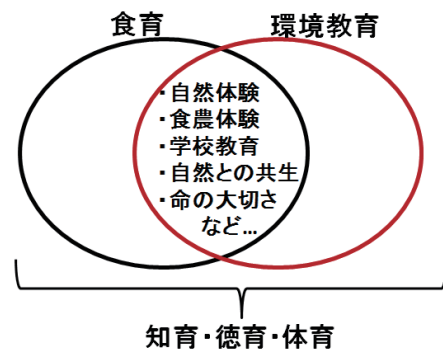 食育 環境教育
・自然体験
・食農体験
・学校教育
・自然との共生
・命の大切さ
など…
知育・徳育・体育